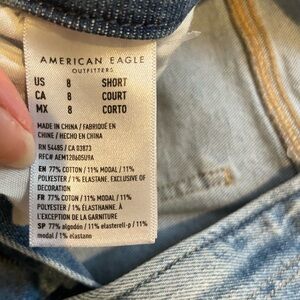 AMERICAN EAGLE
OUTFITTERS
US 8 SHORT
CA 8 COURT
MX 8 CORTO
MADE IN CHINA / FABRIQUÉ EN
CHINE / HECHO EN CHINA
RN 54485 / CA 03873
RFC# AEM120605U9A
EN 77% COTTON / 11% MODAL / 11%
POLYESTER / 1% ELASTANE. EXCLUSIVE OF
DECORATION
FR 77% COTON / 11% MODAL / 11%
POLYESTER / 1% ÉLASTHANNE. À
L'EXCEPTION DE LA GARNITURE
SP 77% algodón / 11% elasterell-p / 11%
modal / 1% elastano